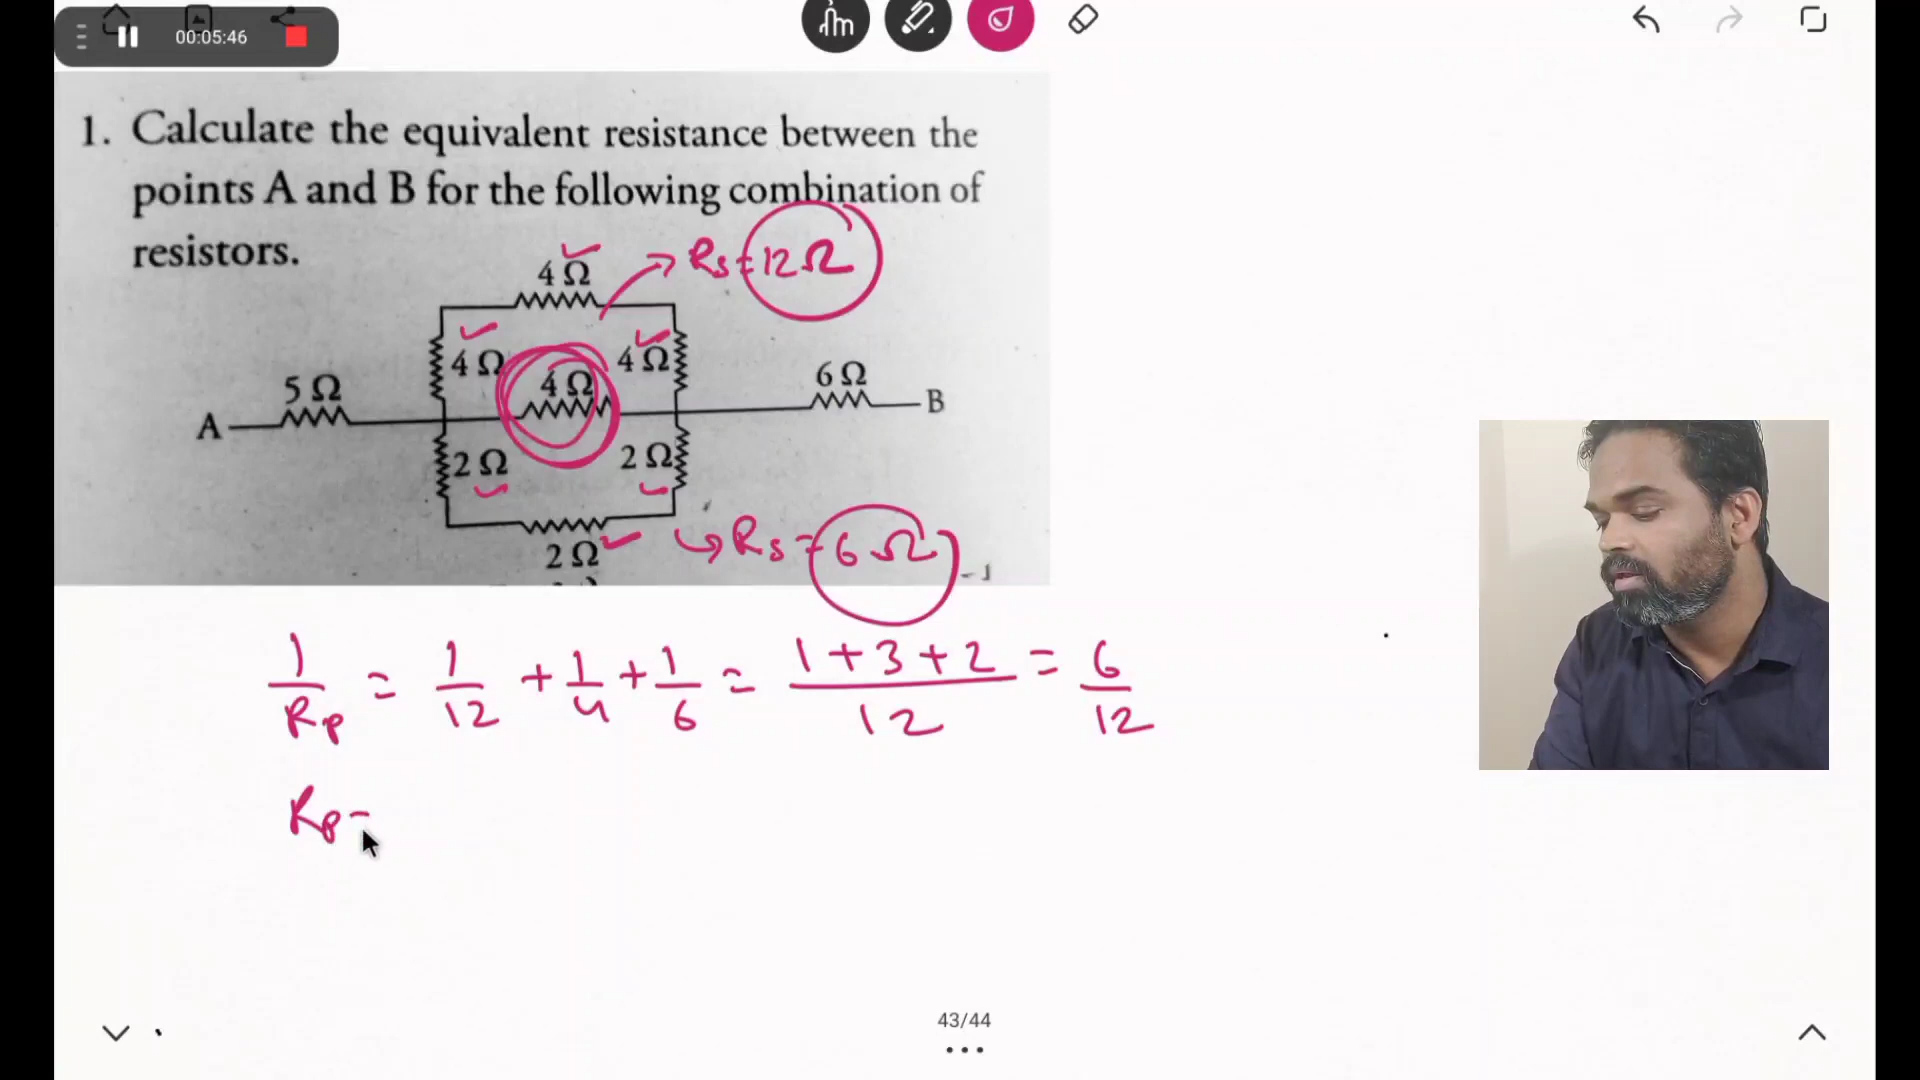 00:05:46
1. Calculate the equivalent resistance between the
points A and B for the following combination of
resistors.
4 Ω
Rs = 12 Ω
4 Ω
4 Ω
4 Ω
5 Ω
6 Ω
A
B
2 Ω
2 Ω
2 Ω
Rs = 6 Ω
1/Rp = 1/12 + 1/4 + 1/6 = (1+3+2)/12 = 6/12
Rp =
43/44